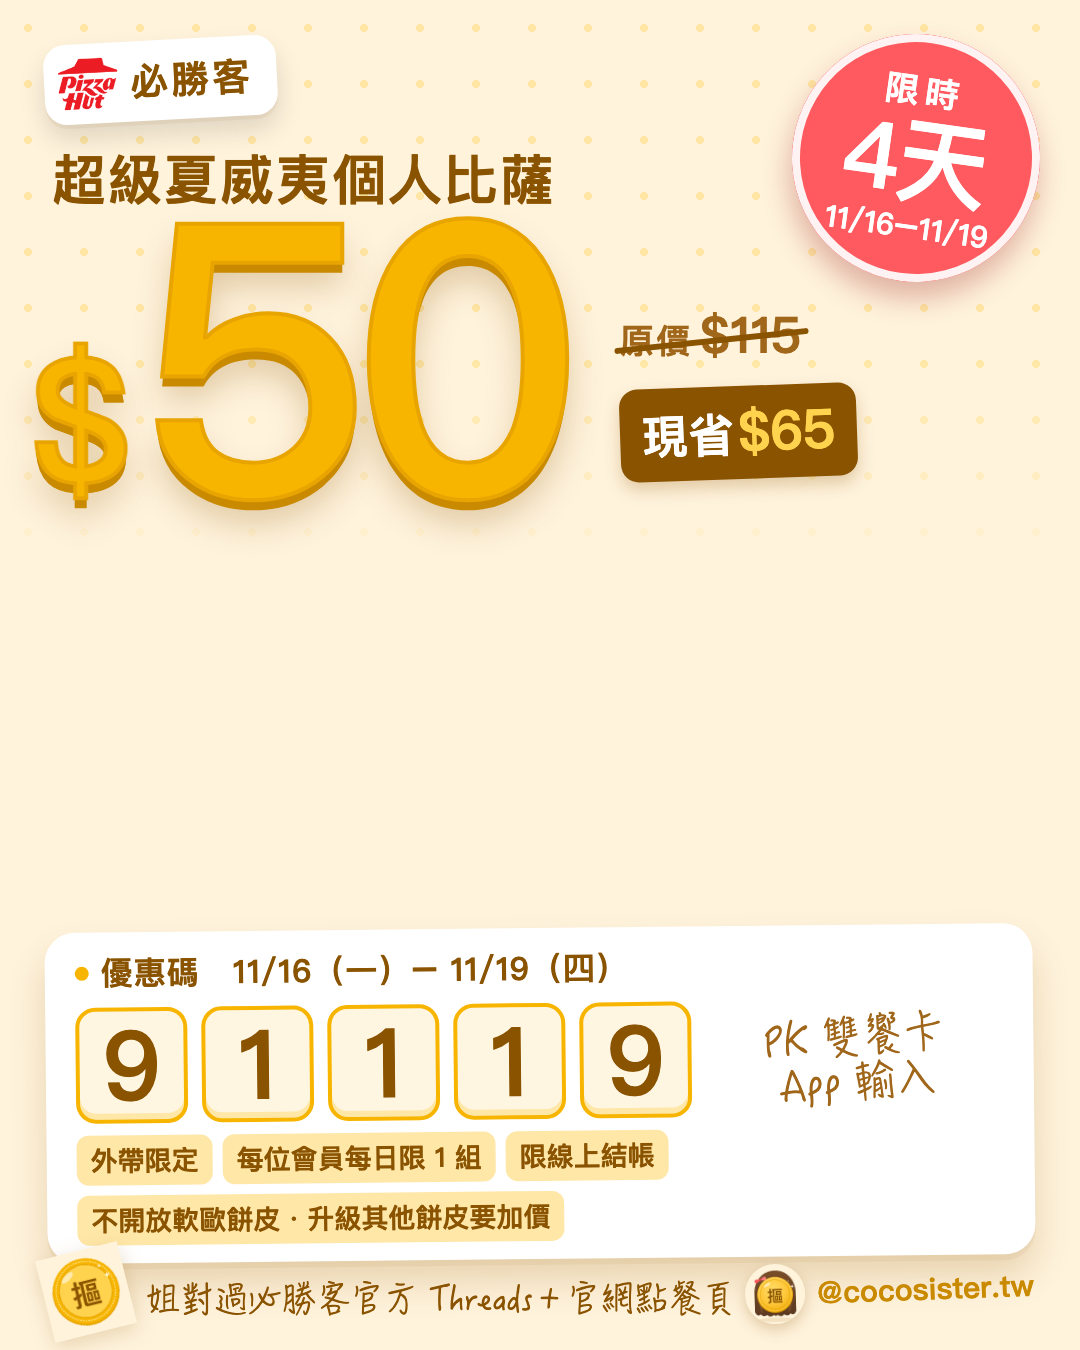 Pizza Hut 必勝客
限時
4天
11/16–11/19
超級夏威夷個人比薩
$50
原價 $115
現省$65
優惠碼 11/16（一）– 11/19（四）
9 1 1 1 9
PK 雙饗卡
App 輸入
外帶限定 每位會員每日限 1 組 限線上結帳
不開放軟歐餅皮 · 升級其他餅皮要加價
摳 姐對過必勝客官方 Threads + 官網點餐頁 摳 @cocosister.tw